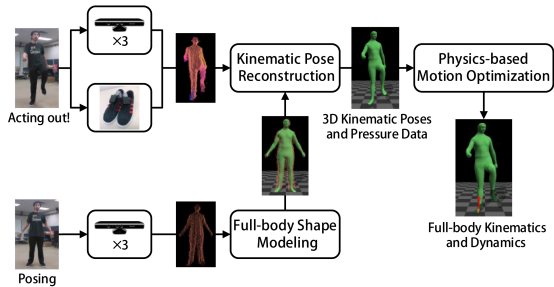 ×3
Acting out!
Kinematic Pose
Reconstruction
3D Kinematic Poses
and Pressure Data
Physics-based
Motion Optimization
Full-body Kinematics
and Dynamics
Posing
×3
Full-body Shape
Modeling